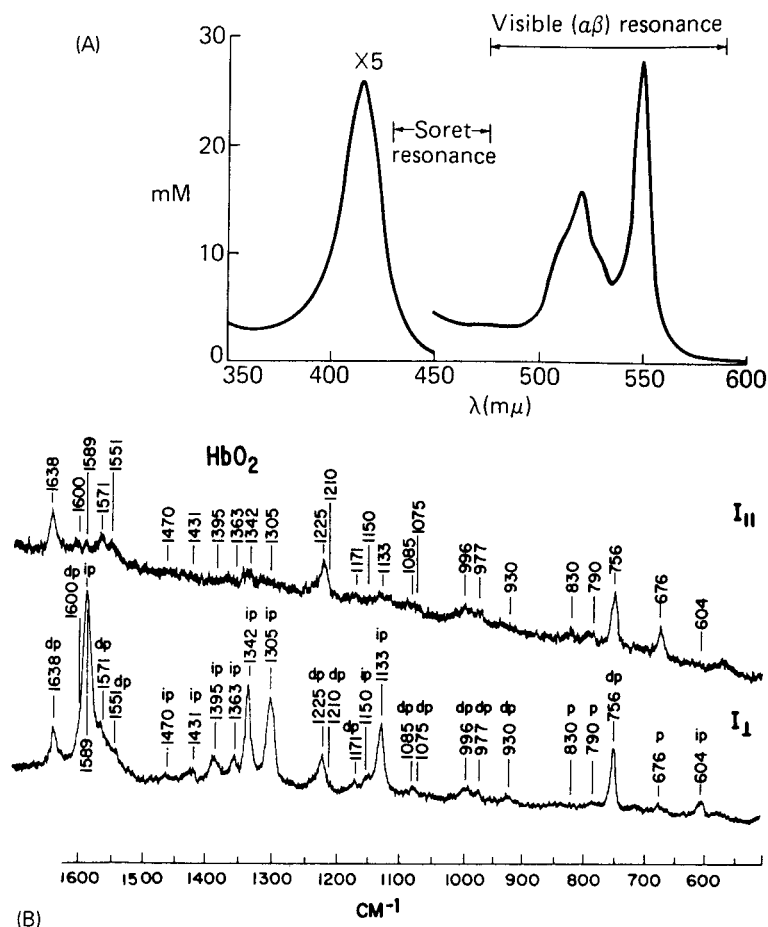 (A)
Visible (αβ) resonance
30
X5
Soret
resonance
20
mM
10
0
350
400
450
500
550
600
λ(mμ)
HbO2
I||
1638
1600
1589
1571
1551
1470
1431
1395
1363
1342
1305
1225
1210
1171
1150
1133
1085
1075
996
977
930
830
790
756
676
604
I⊥
1638 dp
1600 dp
1589 ip
1571 dp
1551 dp
1470 ip
1431 ip
1395 ip
1363 ip
1342 ip
1305 ip
1225 dp
1210 dp
1171 dp
1150 ip
1133 ip
1085 dp
1075 dp
996 dp
977 dp
930 dp
830 p
790 p
756 dp
676 p
604 ip
1600
1500
1400
1300
1200
1100
1000
900
800
700
600
CM-1
(B)